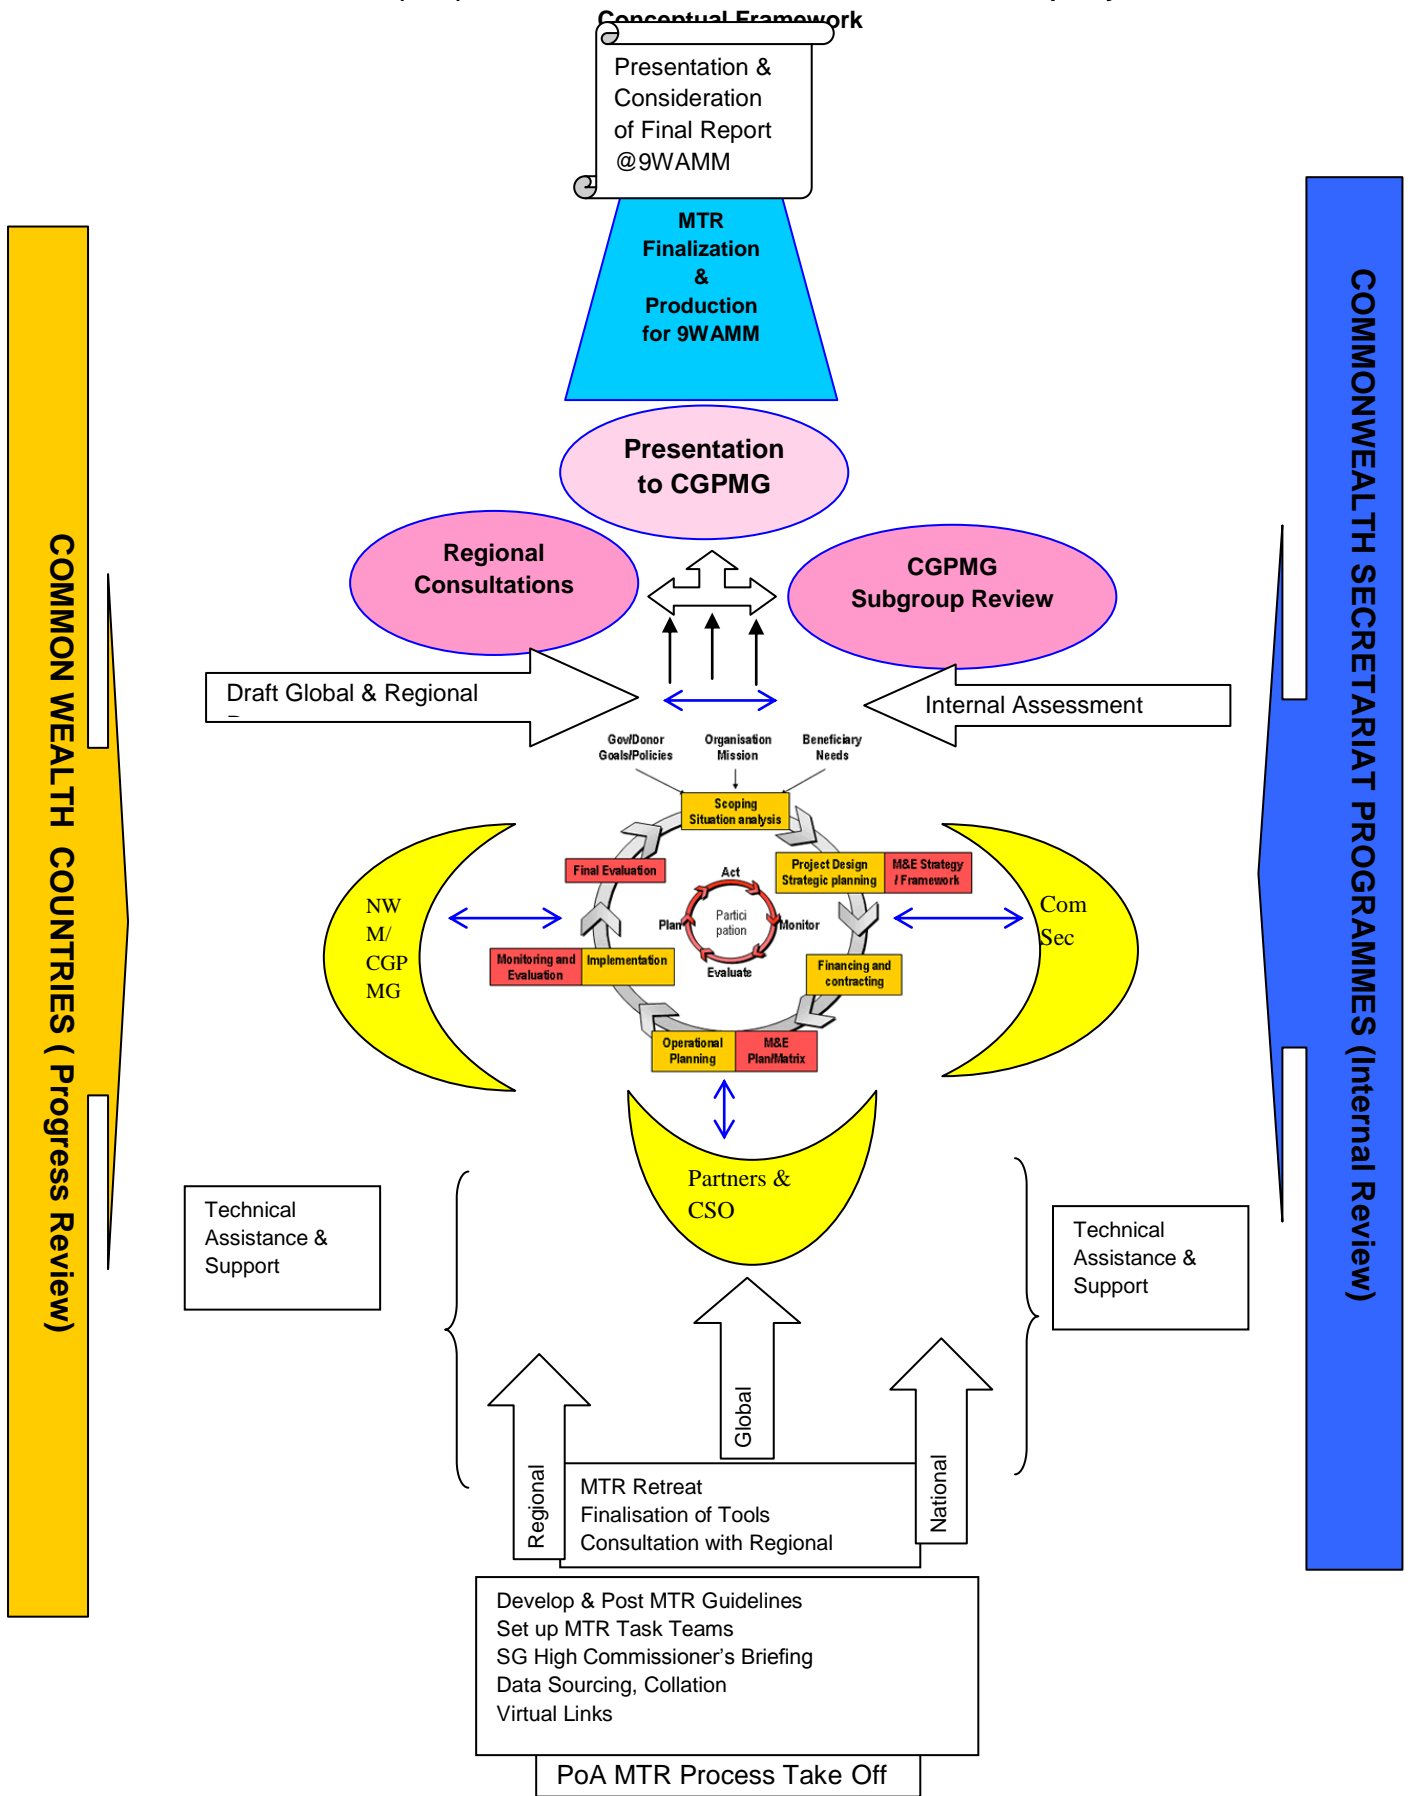 Conceptual Framework
Presentation &
Consideration
of Final Report
@9WAMM
MTR
Finalization
&
Production
for 9WAMM
Presentation
to CGPMG
Regional
Consultations
CGPMG
Subgroup Review
Draft Global & Regional
Internal Assessment
COMMON WEALTH COUNTRIES ( Progress Review)
COMMONWEALTH SECRETARIAT PROGRAMMES (Internal Review)
Gov/Donor
Goals/Policies
Organisation
Mission
Beneficiary
Needs
Scoping
Situation analysis
Project Design
Strategic planning
M&E Strategy
/ Framework
Final Evaluation
Act
Plan
Partici
pation
Monitor
Evaluate
Monitoring and
Evaluation
Implementation
Financing and
contracting
Operational
Planning
M&E
Plan/Matrix
NW
M/
CGP
MG
Com
Sec
Partners &
CSO
Technical
Assistance &
Support
Technical
Assistance &
Support
Regional
Global
National
MTR Retreat
Finalisation of Tools
Consultation with Regional
Develop & Post MTR Guidelines
Set up MTR Task Teams
SG High Commissioner's Briefing
Data Sourcing, Collation
Virtual Links
PoA MTR Process Take Off